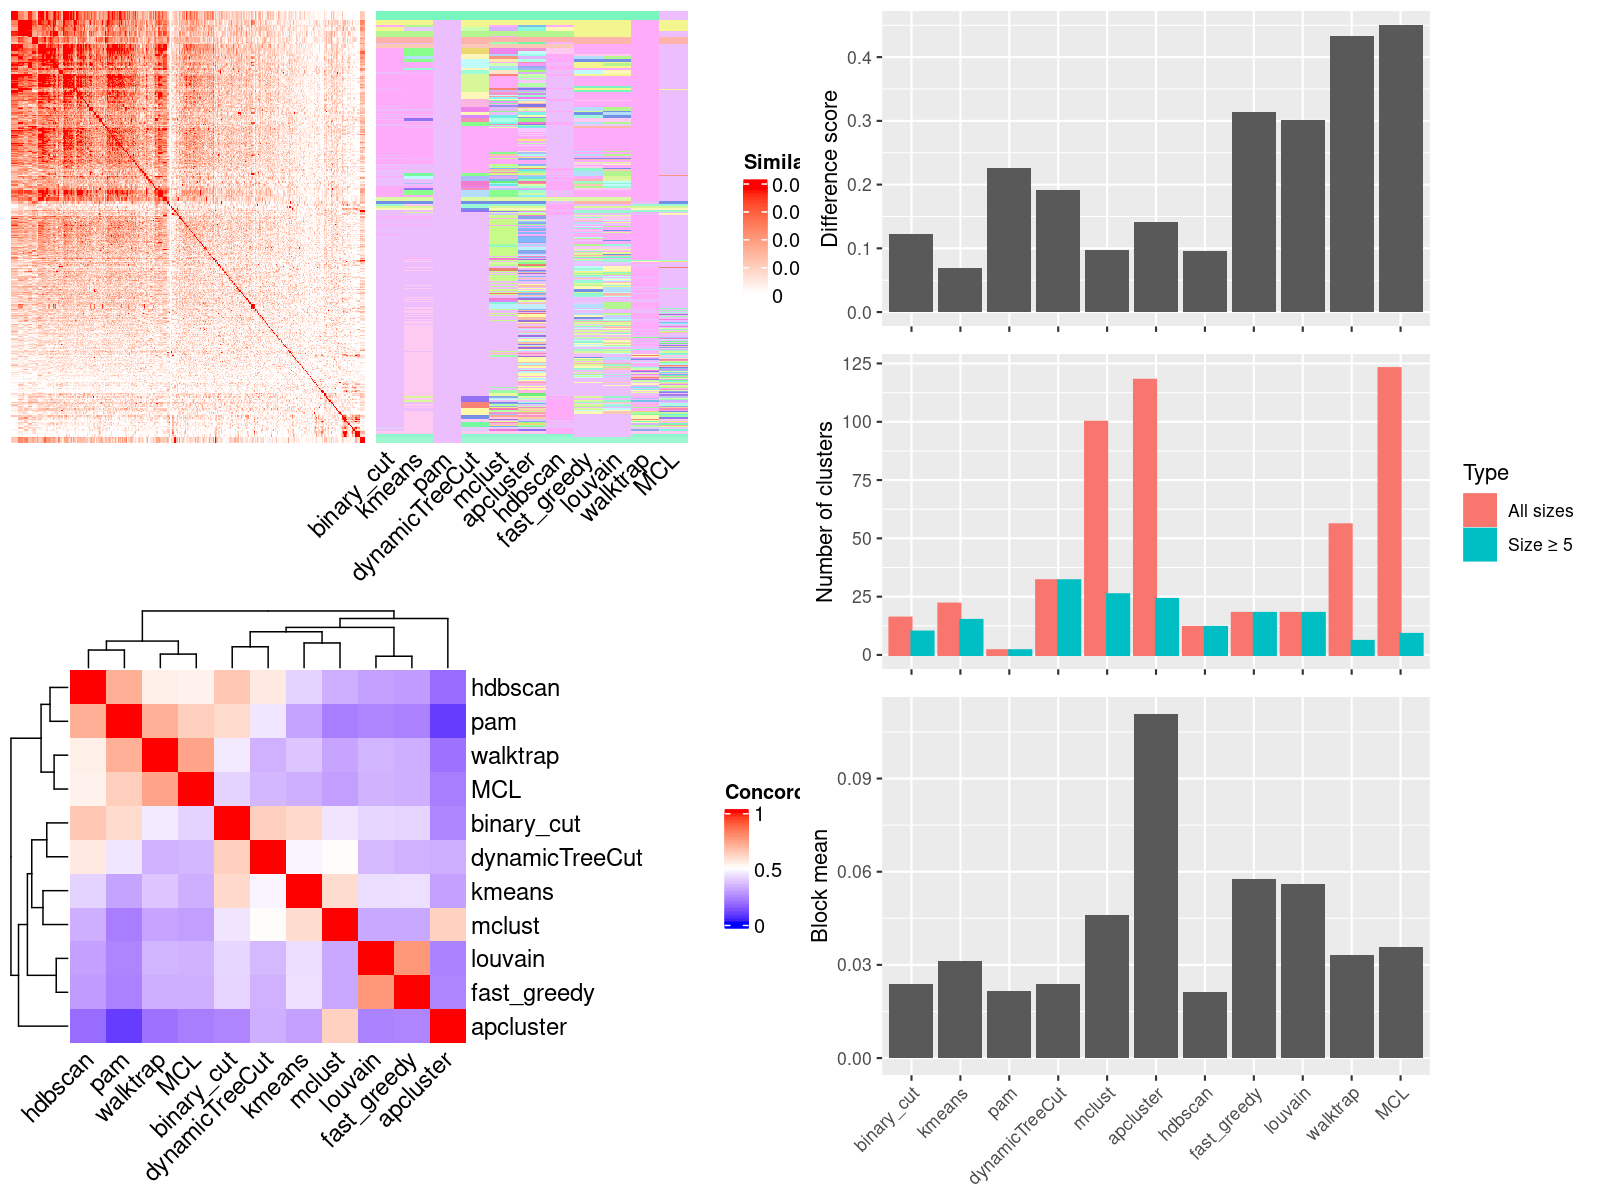 Simila
0.0
0.0
0.0
0.0
0
binary_cut
kmeans
pam
dynamicTreeCut
mclust
apcluster
hdbscan
fast_greedy
louvain
walktrap
MCL
hdbscan
pam
walktrap
MCL
binary_cut
dynamicTreeCut
kmeans
mclust
louvain
fast_greedy
apcluster
Concord
1
0.5
0
hdbscan
pam
walktrap
MCL
binary_cut
dynamicTreeCut
kmeans
mclust
louvain
fast_greedy
apcluster
Difference score
0.4
0.3
0.2
0.1
0.0
Number of clusters
125
100
75
50
25
0
Type
All sizes
Size ≥ 5
Block mean
0.09
0.06
0.03
0.00
binary_cut
kmeans
pam
dynamicTreeCut
mclust
apcluster
hdbscan
fast_greedy
louvain
walktrap
MCL